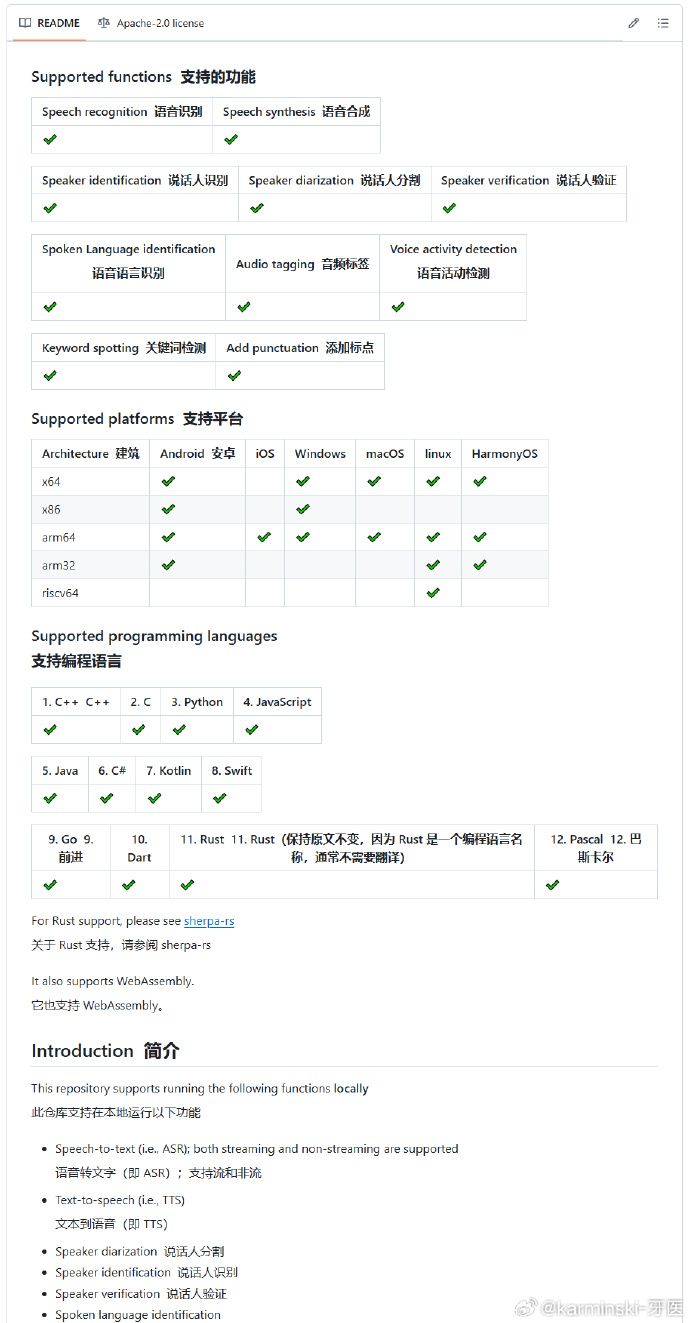 README Apache-2.0 license
Supported functions 支持的功能
Speech recognition 语音识别 Speech synthesis 语音合成
✔ ✔
Speaker identification 说话人识别 Speaker diarization 说话人分割 Speaker verification 说话人验证
✔ ✔ ✔
Spoken Language identification
语音语言识别
Audio tagging 音频标签
Voice activity detection
语音活动检测
✔ ✔ ✔
Keyword spotting 关键词检测 Add punctuation 添加标点
✔ ✔
Supported platforms 支持平台
Architecture 建筑 Android 安卓 iOS Windows macOS linux HarmonyOS
x64 ✔ ✔ ✔ ✔ ✔
x86 ✔ ✔
arm64 ✔ ✔ ✔ ✔ ✔ ✔
arm32 ✔ ✔ ✔
riscv64 ✔
Supported programming languages
支持编程语言
1. C++ C++ 2. C 3. Python 4. JavaScript
✔ ✔ ✔ ✔
5. Java 6. C# 7. Kotlin 8. Swift
✔ ✔ ✔ ✔
9. Go 9.
前进
10.
Dart
11. Rust 11. Rust（保持原文不变，因为 Rust 是一个编程语言名
称，通常不需要翻译）
12. Pascal 12. 巴
斯卡尔
✔ ✔ ✔ ✔
For Rust support, please see sherpa-rs
关于 Rust 支持，请参阅 sherpa-rs
It also supports WebAssembly.
它也支持 WebAssembly。
Introduction 简介
This repository supports running the following functions locally
此仓库支持在本地运行以下功能
• Speech-to-text (i.e., ASR); both streaming and non-streaming are supported
语音转文字（即 ASR）；支持流和非流
• Text-to-speech (i.e., TTS)
文本到语音（即 TTS）
• Speaker diarization 说话人分割
• Speaker identification 说话人识别
• Speaker verification 说话人验证
• Spoken language identification
@karminski-牙医